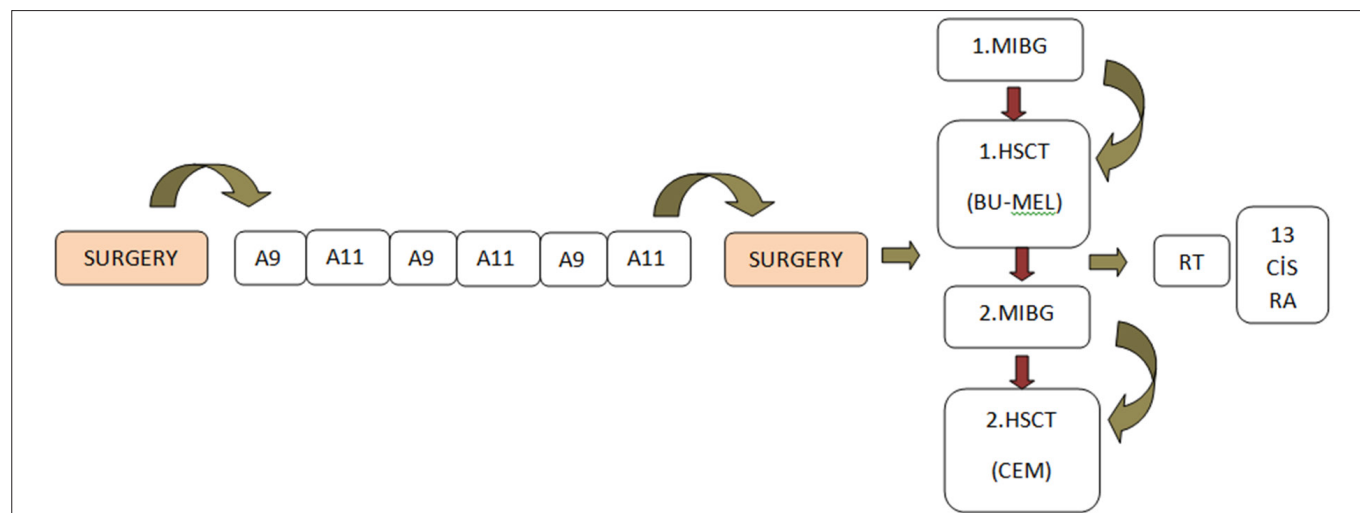 SURGERY
A9
A11
A9
A11
A9
A11
SURGERY
1.MIBG
1.HSCT
(BU-MEL)
2.MIBG
2.HSCT
(CEM)
RT
13
CİS
RA